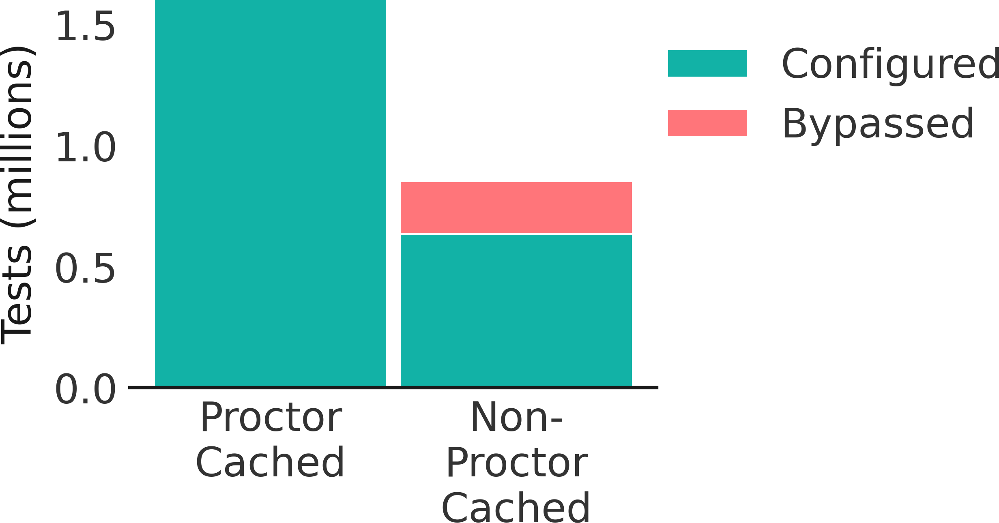 Tests (millions)
1.5
1.0
0.5
0.0
Proctor
Cached
Non-
Proctor
Cached
Configured
Bypassed